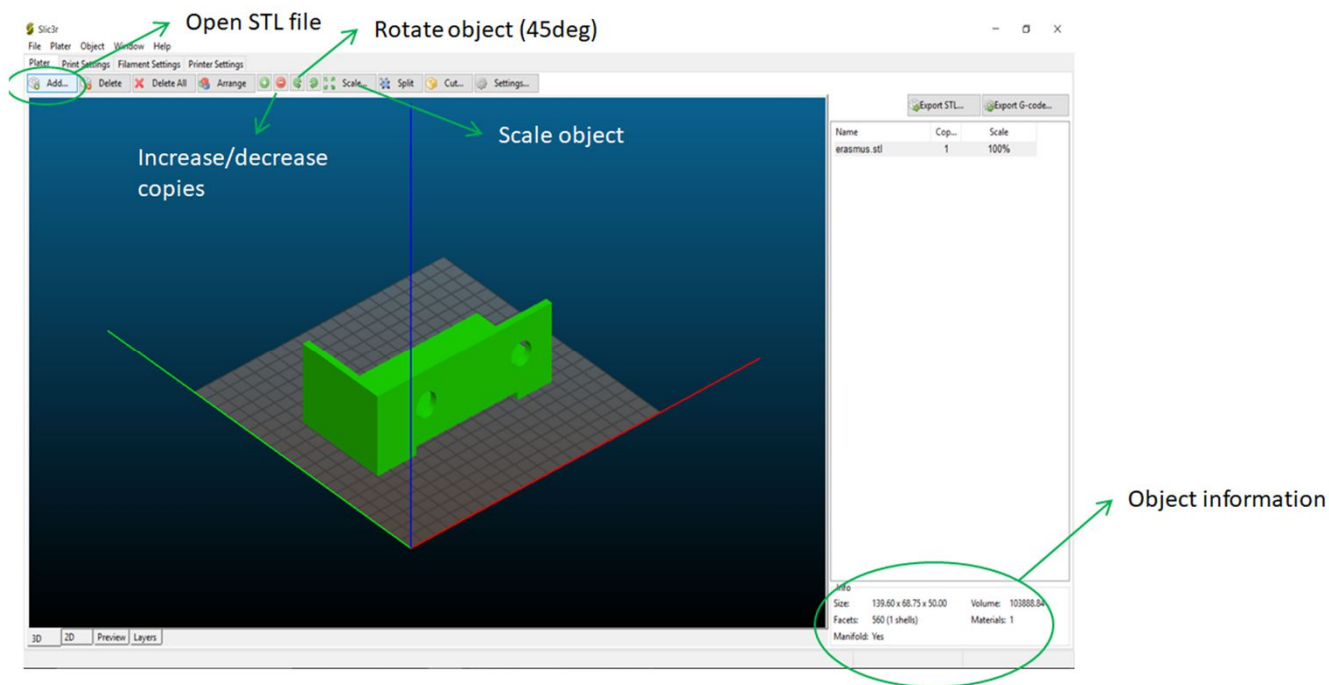 Open STL file
Rotate object (45deg)
Slic3r
File Plater Object Window Help
Plater Print Settings Filament Settings Printer Settings
Add... Delete Delete All Arrange Scale... Split Cut... Settings...
Export STL... Export G-code...
Scale object
Increase/decrease
copies
Name Cop... Scale
erasmus.stl 1 100%
Object information
Info
Size: 139.60 x 68.75 x 50.00 Volume: 103888.84
Facets: 560 (1 shells) Materials: 1
Manifold: Yes
3D 2D Preview Layers